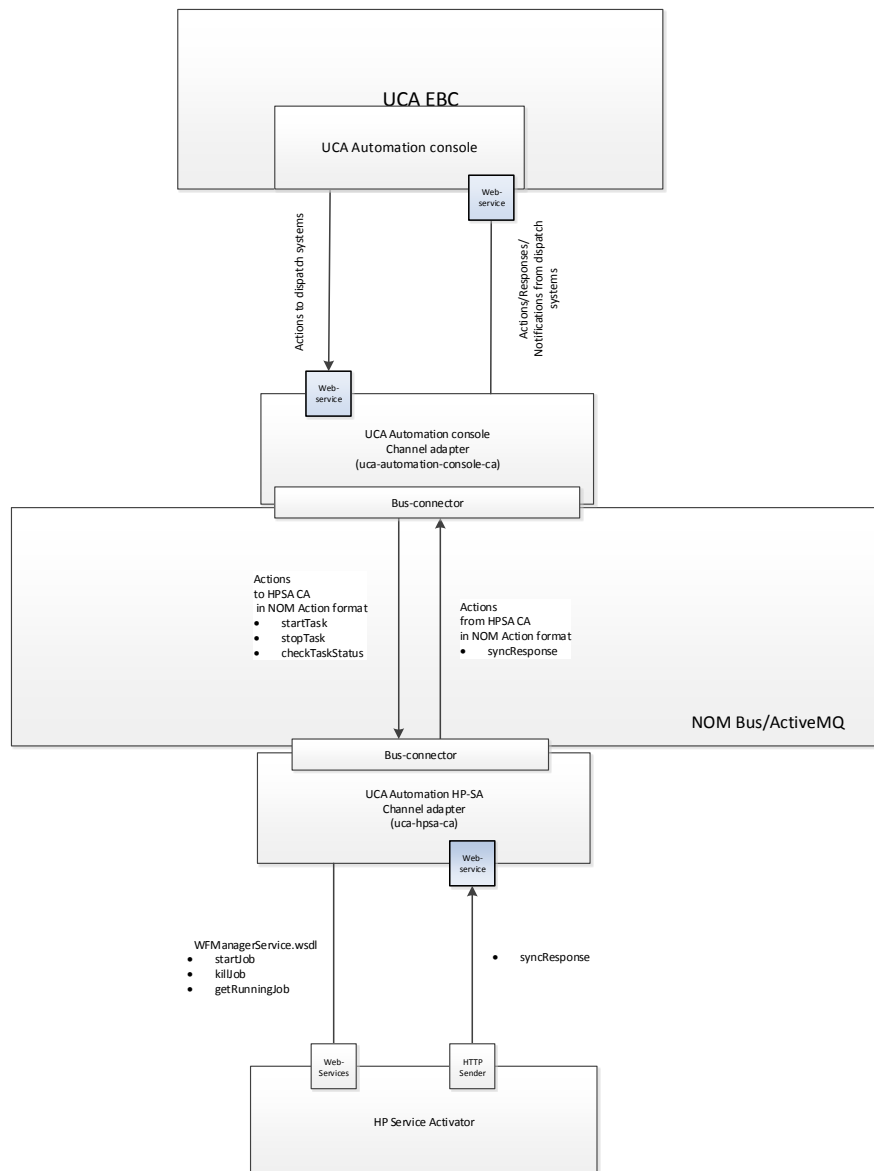 UCA EBC
UCA Automation console
Web-
service
Actions to dispatch systems
Actions/Responses/
Notifications from dispatch
systems
Web-
service
UCA Automation console
Channel adapter
(uca-automation-console-ca)
Bus-connector
Actions
to HPSA CA
in NOM Action format
• startTask
• stopTask
• checkTaskStatus
Actions
from HPSA CA
in NOM Action format
• syncResponse
NOM Bus/ActiveMQ
Bus-connector
UCA Automation HP-SA
Channel adapter
(uca-hpsa-ca)
Web-
service
WFManagerService.wsdl
• startJob
• killJob
• getRunningJob
• syncResponse
Web-
Services
HTTP
Sender
HP Service Activator